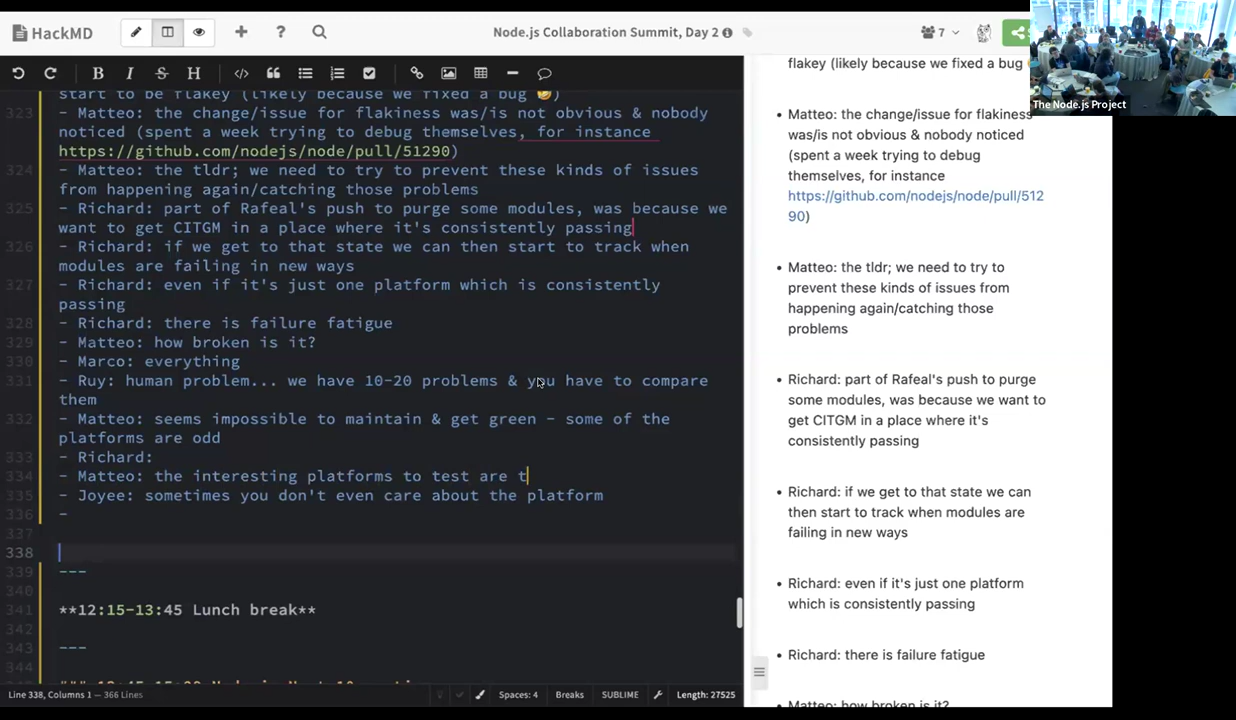 HackMD
Node.js Collaboration Summit, Day 2
7
The Node.js Project
start to be flakey (likely because we fixed a bug 😅)
323 - Matteo: the change/issue for flakiness was/is not obvious & nobody
noticed (spent a week trying to debug themselves, for instance
https://github.com/nodejs/node/pull/51290)
324 - Matteo: the tldr; we need to try to prevent these kinds of issues
from happening again/catching those problems
325 - Richard: part of Rafeal's push to purge some modules, was because we
want to get CITGM in a place where it's consistently passing
326 - Richard: if we get to that state we can then start to track when
modules are failing in new ways
327 - Richard: even if it's just one platform which is consistently
passing
328 - Richard: there is failure fatigue
329 - Matteo: how broken is it?
330 - Marco: everything
331 - Ruy: human problem... we have 10-20 problems & you have to compare
them
332 - Matteo: seems impossible to maintain & get green - some of the
platforms are odd
333 - Richard:
334 - Matteo: the interesting platforms to test are t
335 - Joyee: sometimes you don't even care about the platform
336 -
337
338
339 ---
340
341 **12:15-13:45 Lunch break**
342
343 ---
344
Line 338, Columns 1 — 366 Lines
Spaces: 4
Breaks
SUBLIME
Length: 27525
flakey (likely because we fixed a bug
• Matteo: the change/issue for flakiness
was/is not obvious & nobody noticed
(spent a week trying to debug
themselves, for instance
https://github.com/nodejs/node/pull/512
90)
• Matteo: the tldr; we need to try to
prevent these kinds of issues from
happening again/catching those
problems
• Richard: part of Rafeal's push to purge
some modules, was because we want to
get CITGM in a place where it's
consistently passing
• Richard: if we get to that state we can
then start to track when modules are
failing in new ways
• Richard: even if it's just one platform
which is consistently passing
• Richard: there is failure fatigue
• Matteo: how broken is it?